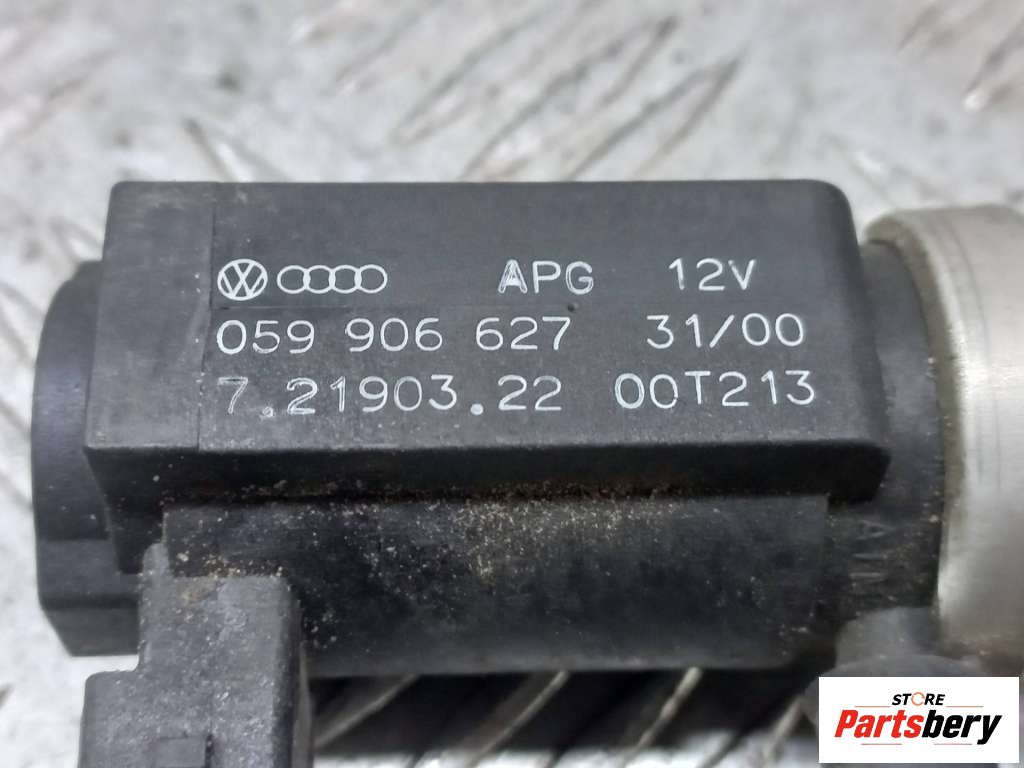 APG 12V
059 906 627 31/00
7.21903.22 00T213
STORE
Partsbery